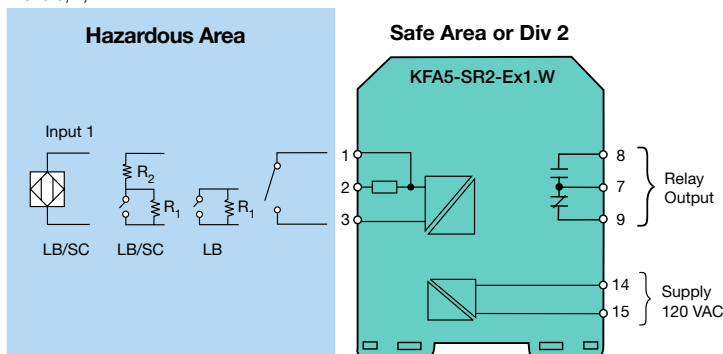 Hazardous Area
Safe Area or Div 2
KFA5-SR2-Ex1.W
Input 1
R2
R1
R1
LB/SC
LB/SC
LB
1
2
3
8
7
9
Relay
Output
14
15
Supply
120 VAC